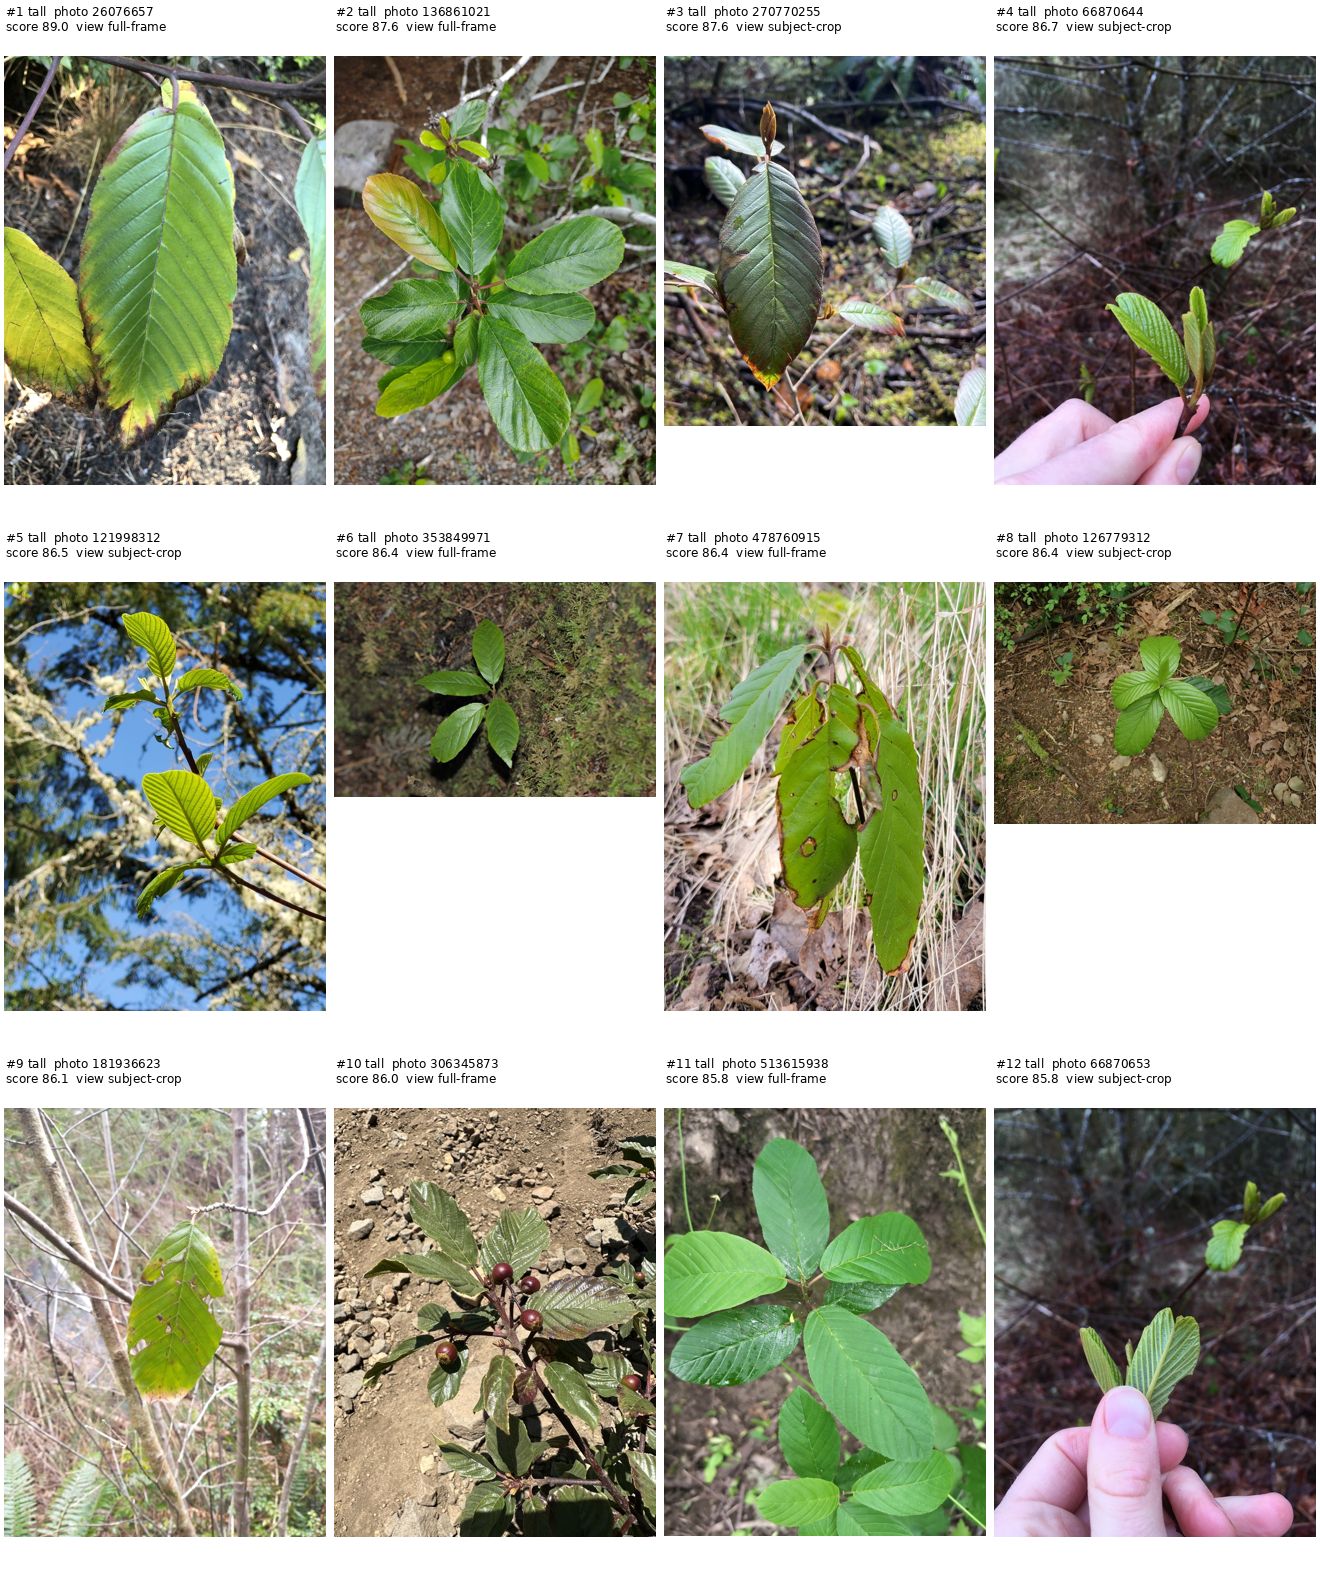 #1 tall photo 26076657
score 89.0 view full-frame
#2 tall photo 136861021
score 87.6 view full-frame
#3 tall photo 270770255
score 87.6 view subject-crop
#4 tall photo 66870644
score 86.7 view subject-crop
#5 tall photo 121998312
score 86.5 view subject-crop
#6 tall photo 353849971
score 86.4 view full-frame
#7 tall photo 478760915
score 86.4 view full-frame
#8 tall photo 126779312
score 86.4 view subject-crop
#9 tall photo 181936623
score 86.1 view subject-crop
#10 tall photo 306345873
score 86.0 view full-frame
#11 tall photo 513615938
score 85.8 view full-frame
#12 tall photo 66870653
score 85.8 view subject-crop